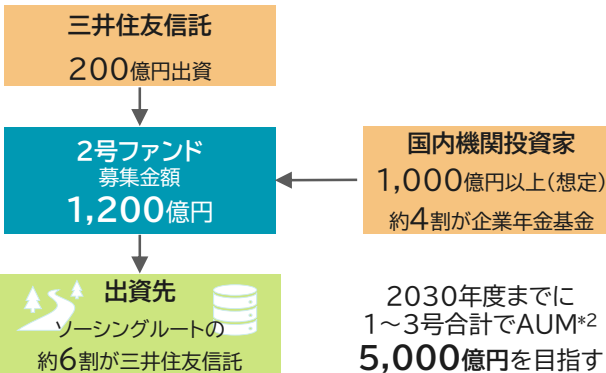 三井住友信託
200億円出資
2号ファンド
募集金額
1,200億円
国内機関投資家
1,000億円以上(想定)
約4割が企業年金基金
出資先
ソーシングルートの
約6割が三井住友信託
2030年度までに
1～3号合計でAUM*2
5,000億円を目指す